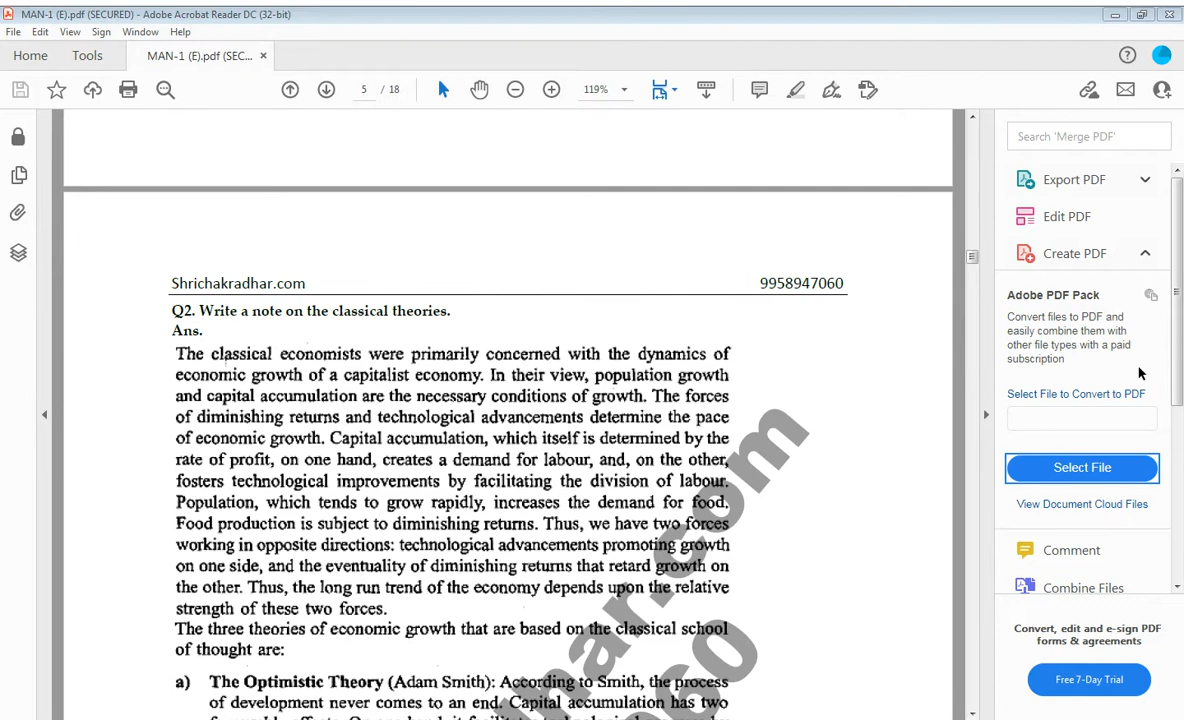 MAN-1 (E).pdf (SECURED) - Adobe Acrobat Reader DC (32-bit)
File Edit View Sign Window Help
Home Tools MAN-1 (E).pdf (SEC... ×
5 / 18 119%
Search 'Merge PDF'
Export PDF
Edit PDF
Create PDF
Adobe PDF Pack
Convert files to PDF and
easily combine them with
other file types with a paid
subscription
Select File to Convert to PDF
Select File
View Document Cloud Files
Comment
Combine Files
Convert, edit and e-sign PDF
forms & agreements
Free 7-Day Trial
Shrichakradhar.com 9958947060
Q2. Write a note on the classical theories.
Ans.
The classical economists were primarily concerned with the dynamics of
economic growth of a capitalist economy. In their view, population growth
and capital accumulation are the necessary conditions of growth. The forces
of diminishing returns and technological advancements determine the pace
of economic growth. Capital accumulation, which itself is determined by the
rate of profit, on one hand, creates a demand for labour, and, on the other,
fosters technological improvements by facilitating the division of labour.
Population, which tends to grow rapidly, increases the demand for food.
Food production is subject to diminishing returns. Thus, we have two forces
working in opposite directions: technological advancements promoting growth
on one side, and the eventuality of diminishing returns that retard growth on
the other. Thus, the long run trend of the economy depends upon the relative
strength of these two forces.
The three theories of economic growth that are based on the classical school
of thought are:
a) The Optimistic Theory (Adam Smith): According to Smith, the process
of development never comes to an end. Capital accumulation has two
dhar.com
060